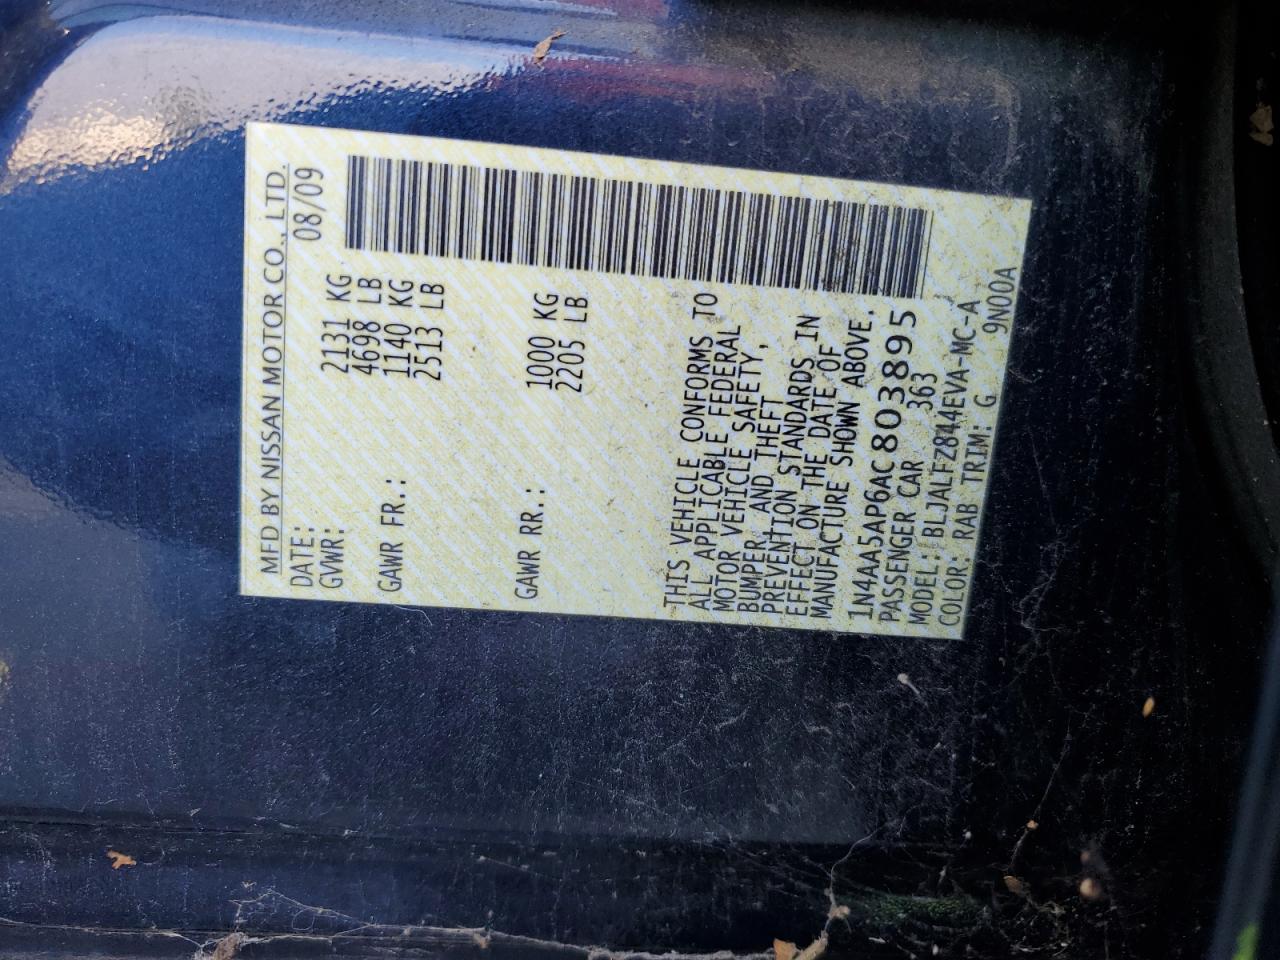 MFD BY NISSAN MOTOR CO., LTD.
DATE: 08/09
GVWR: 2131 KG
4698 LB
GAWR FR.: 1140 KG
2513 LB
GAWR RR.: 1000 KG
2205 LB
THIS VEHICLE CONFORMS TO
ALL APPLICABLE FEDERAL
MOTOR VEHICLE SAFETY,
BUMPER, AND THEFT
PREVENTION STANDARDS IN
EFFECT ON THE DATE OF
MANUFACTURE SHOWN ABOVE.
1N4AA5AP6AC803895
PASSENGER CAR 363
MODEL: BLJALFZ844EVA-MC-A
COLOR: RAB TRIM: G 9N00A